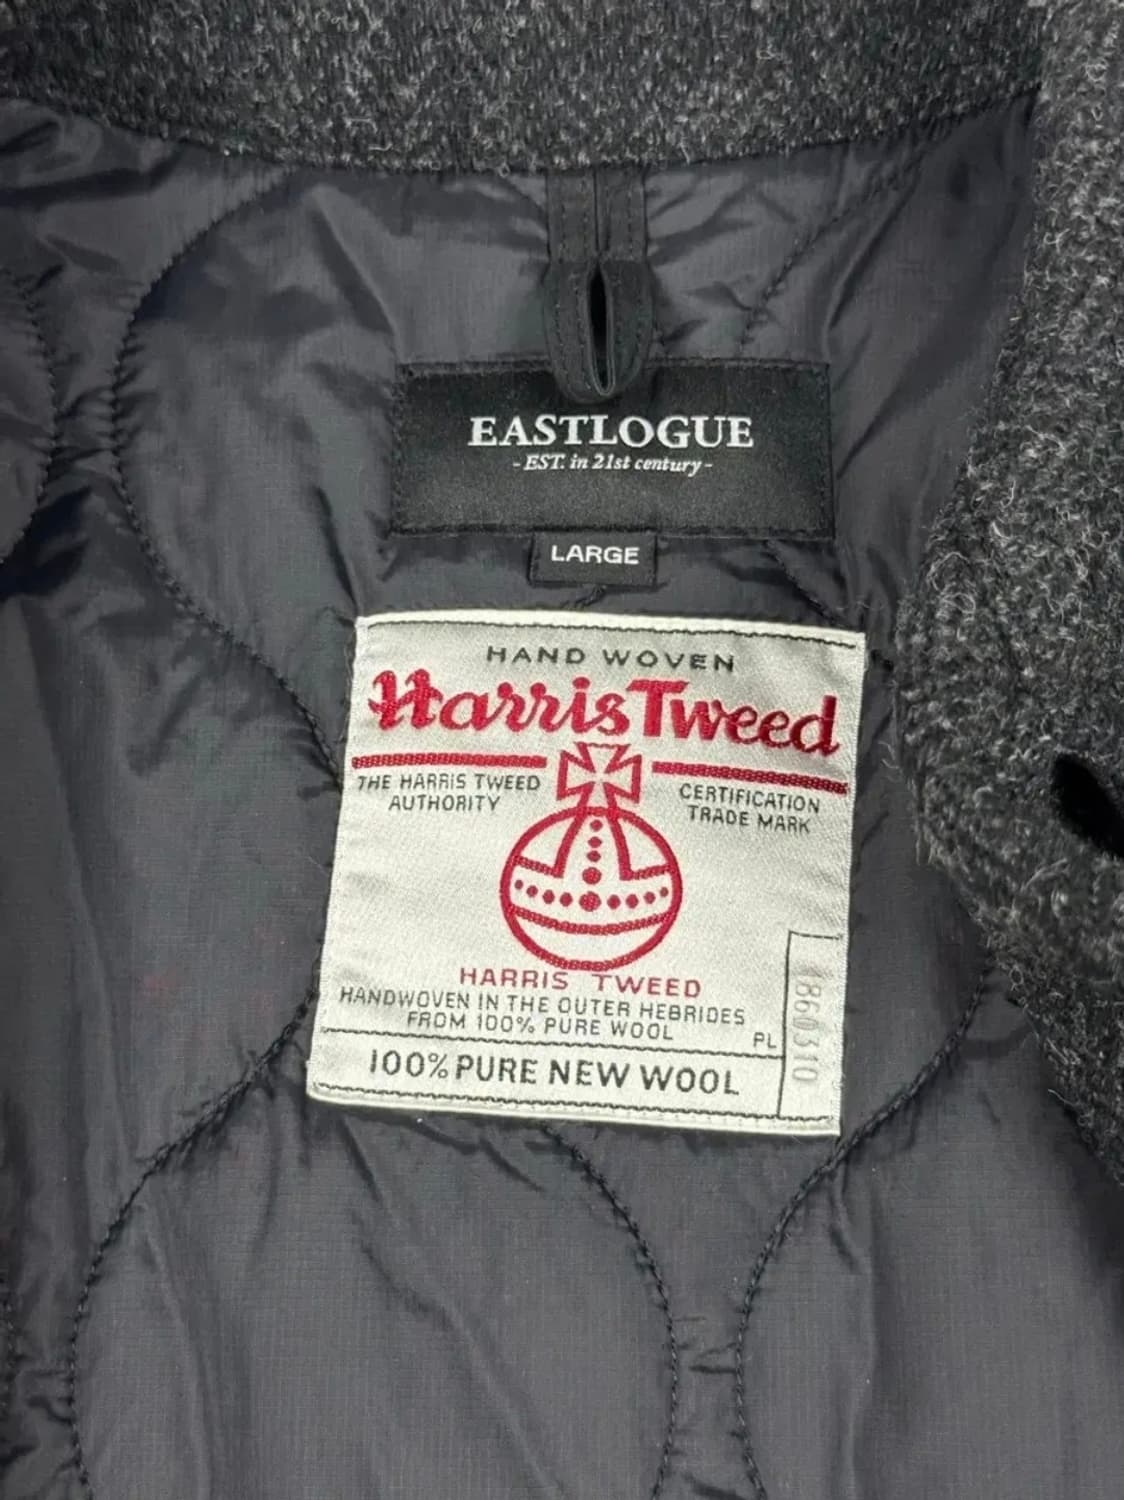 EASTLOGUE
- EST. in 21st century -
LARGE
HAND WOVEN
Harris Tweed
THE HARRIS TWEED
AUTHORITY
CERTIFICATION
TRADE MARK
HARRIS TWEED
HANDWOVEN IN THE OUTER HEBRIDES
FROM 100% PURE WOOL
PL
100% PURE NEW WOOL
1860310